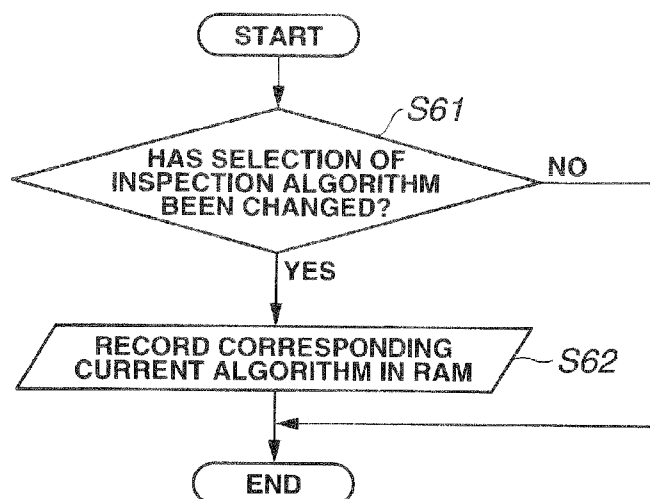 START
S61
HAS SELECTION OF
INSPECTION ALGORITHM
BEEN CHANGED?
NO
YES
RECORD CORRESPONDING
CURRENT ALGORITHM IN RAM
S62
END